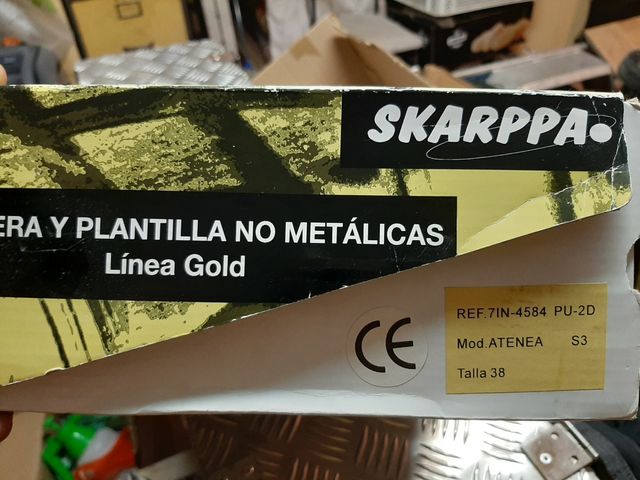 SKARPPA
ERA Y PLANTILLA NO METÁLICAS
Línea Gold
CE
REF.7IN-4584 PU-2D
Mod.ATENEA S3
Talla 38